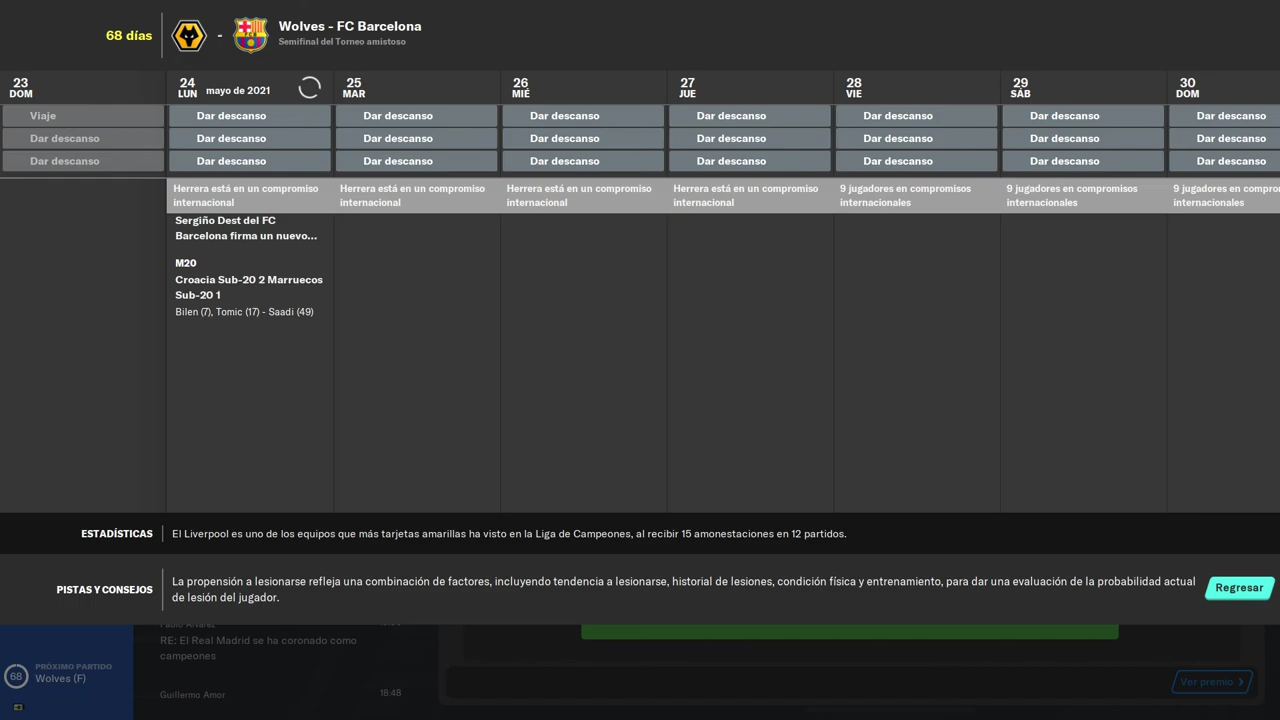 68 días
-
Wolves - FC Barcelona
Semifinal del Torneo amistoso
23
DOM
24
LUN mayo de 2021
25
MAR
26
MIÉ
27
JUE
28
VIE
29
SÁB
30
DOM
Viaje
Dar descanso Dar descanso Dar descanso Dar descanso Dar descanso Dar descanso Dar descanso
Dar descanso Dar descanso Dar descanso Dar descanso Dar descanso Dar descanso Dar descanso Dar descanso
Dar descanso Dar descanso Dar descanso Dar descanso Dar descanso Dar descanso Dar descanso Dar descanso
Herrera está en un compromiso
internacional
Herrera está en un compromiso
internacional
Herrera está en un compromiso
internacional
Herrera está en un compromiso
internacional
9 jugadores en compromisos
internacionales
9 jugadores en compromisos
internacionales
9 jugadores en compro
internacionales
Sergiño Dest del FC
Barcelona firma un nuevo...
M20
Croacia Sub-20 2 Marruecos
Sub-20 1
Bilen (7), Tomic (17) - Saadi (49)
ESTADÍSTICAS
El Liverpool es uno de los equipos que más tarjetas amarillas ha visto en la Liga de Campeones, al recibir 15 amonestaciones en 12 partidos.
PISTAS Y CONSEJOS
La propensión a lesionarse refleja una combinación de factores, incluyendo tendencia a lesionarse, historial de lesiones, condición física y entrenamiento, para dar una evaluación de la probabilidad actual
de lesión del jugador.
Regresar
RE: El Real Madrid se ha coronado como
campeones
Guillermo Amor 18:48
68
PRÓXIMO PARTIDO
Wolves (F)
Ver premio